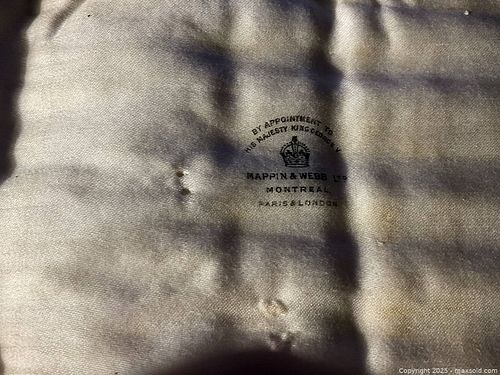 BY APPOINTMENT TO
HIS MAJESTY KING GEORGE V
MAPPIN & WEBB LTD
MONTREAL
PARIS & LONDON
Copyright 2025 - maxsold.com